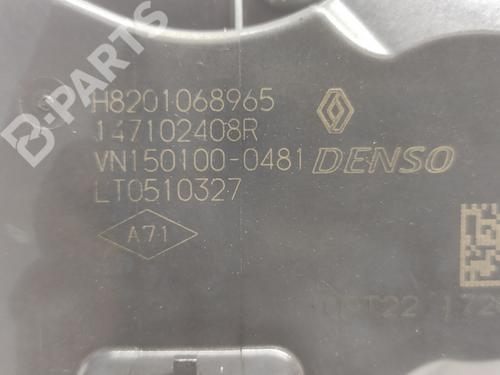 B-PARTS
H8201068965
147102408R
VN150100-0481 DENSO
LT0510327
A71